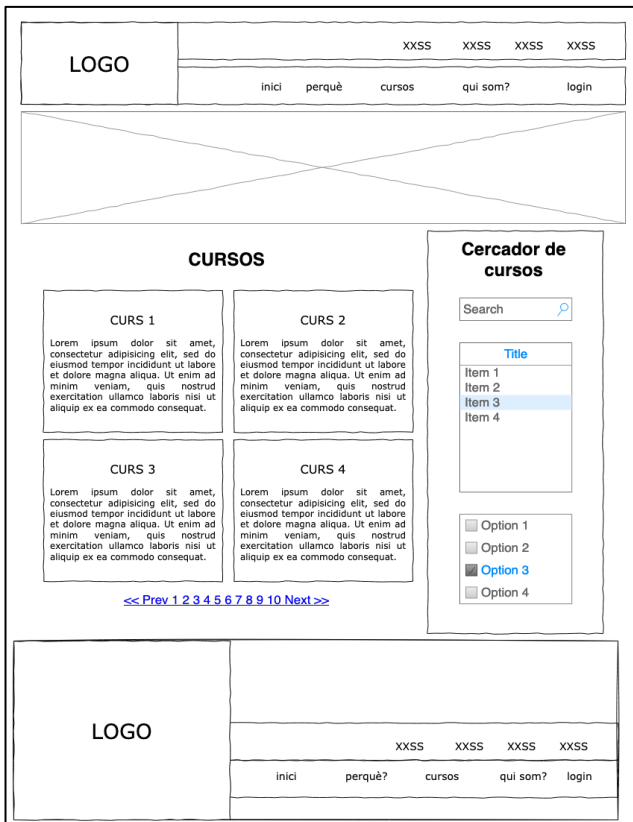 LOGO
XXSS XXSS XXSS XXSS
inici perquè cursos qui som? login
CURSOS
CURS 1
Lorem ipsum dolor sit amet,
consectetur adipisicing elit, sed do
eiusmod tempor incididunt ut labore
et dolore magna aliqua. Ut enim ad
minim veniam, quis nostrud
exercitation ullamco laboris nisi ut
aliquip ex ea commodo consequat.
CURS 2
Lorem ipsum dolor sit amet,
consectetur adipisicing elit, sed do
eiusmod tempor incididunt ut labore
et dolore magna aliqua. Ut enim ad
minim veniam, quis nostrud
exercitation ullamco laboris nisi ut
aliquip ex ea commodo consequat.
CURS 3
Lorem ipsum dolor sit amet,
consectetur adipisicing elit, sed do
eiusmod tempor incididunt ut labore
et dolore magna aliqua. Ut enim ad
minim veniam, quis nostrud
exercitation ullamco laboris nisi ut
aliquip ex ea commodo consequat.
CURS 4
Lorem ipsum dolor sit amet,
consectetur adipisicing elit, sed do
eiusmod tempor incididunt ut labore
et dolore magna aliqua. Ut enim ad
minim veniam, quis nostrud
exercitation ullamco laboris nisi ut
aliquip ex ea commodo consequat.
<< Prev 1 2 3 4 5 6 7 8 9 10 Next >>
Cercador de
cursos
Search
Title
Item 1
Item 2
Item 3
Item 4
Option 1
Option 2
Option 3
Option 4
LOGO
XXSS XXSS XXSS XXSS
inici perquè? cursos qui som? login